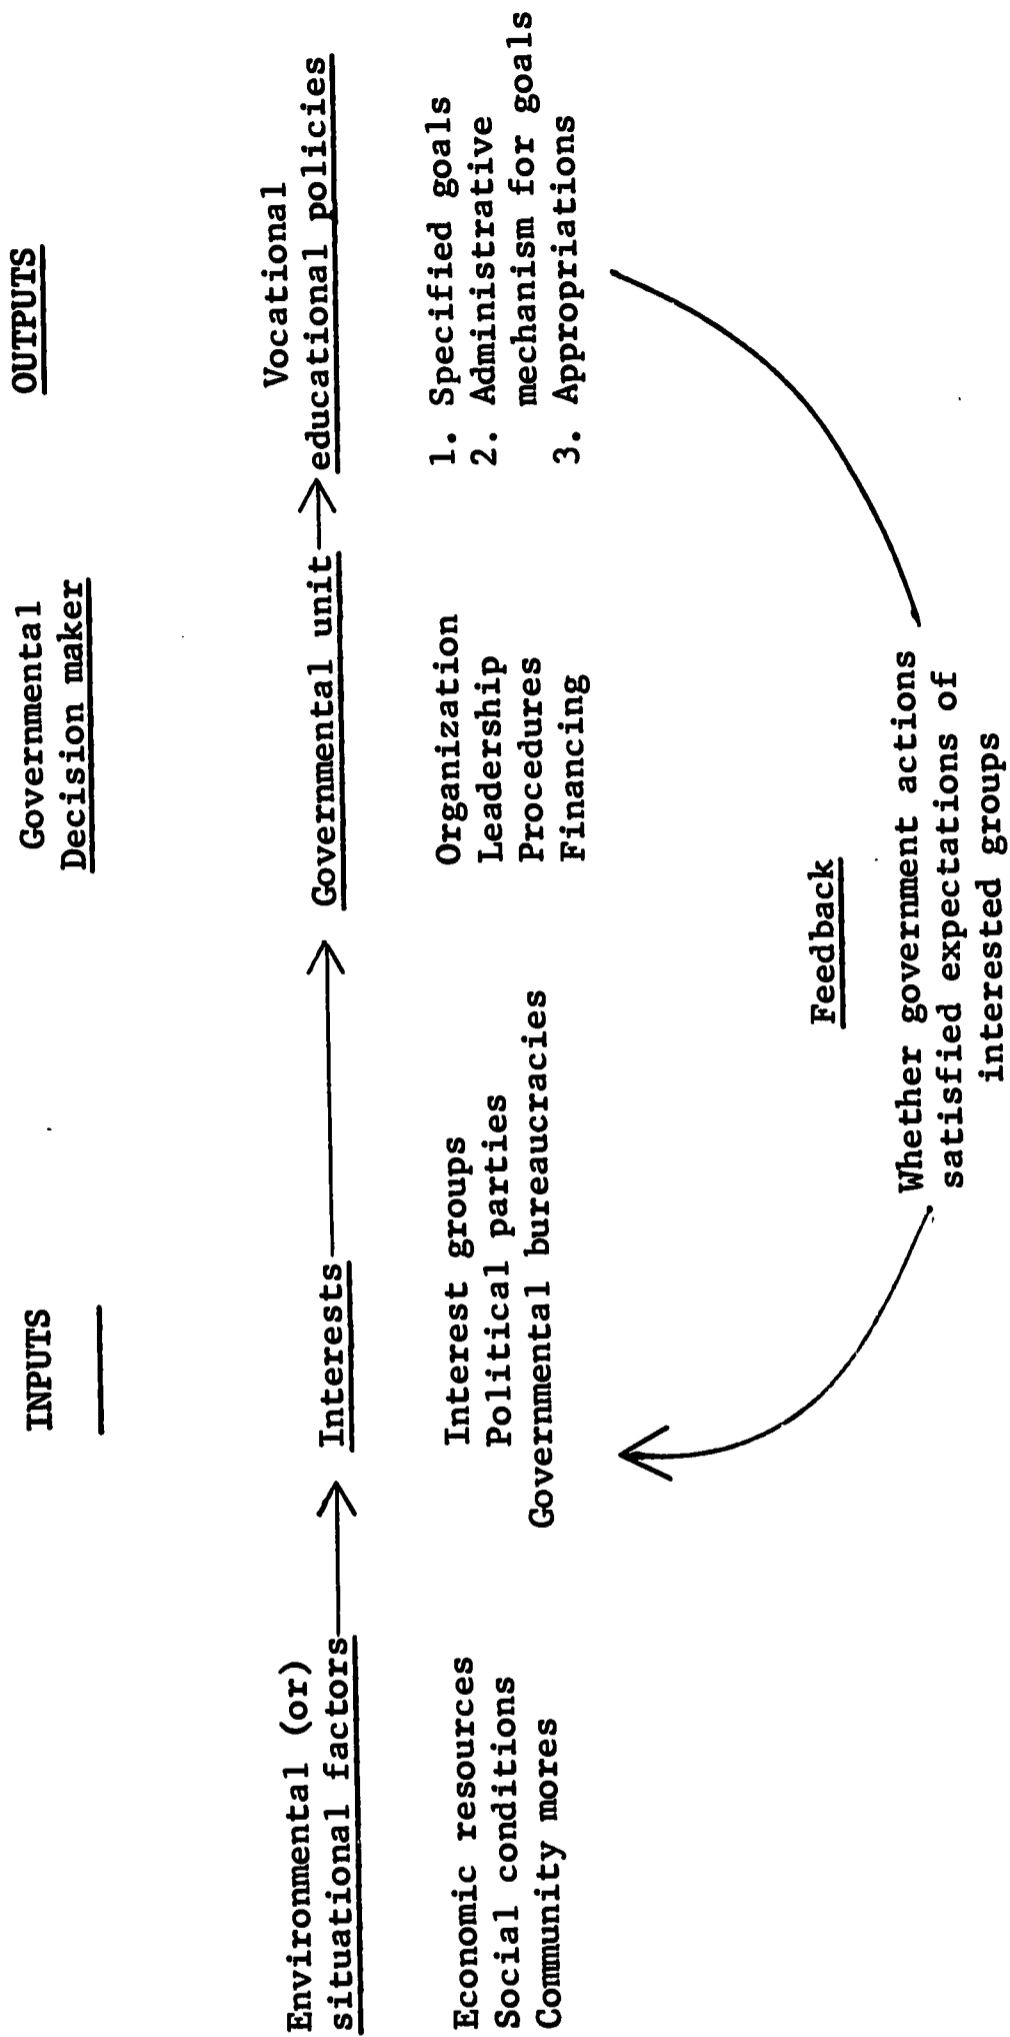 INPUTS
Governmental
Decision maker
OUTPUTS
Environmental (or)
situational factors
Interests
Governmental unit
Vocational
educational policies
Economic resources
Social conditions
Community mores
Interest groups
Political parties
Governmental bureaucracies
Organization
Leadership
Procedures
Financing
1. Specified goals
2. Administrative
mechanism for goals
3. Appropriations
Feedback
Whether government actions
satisfied expectations of
interested groups